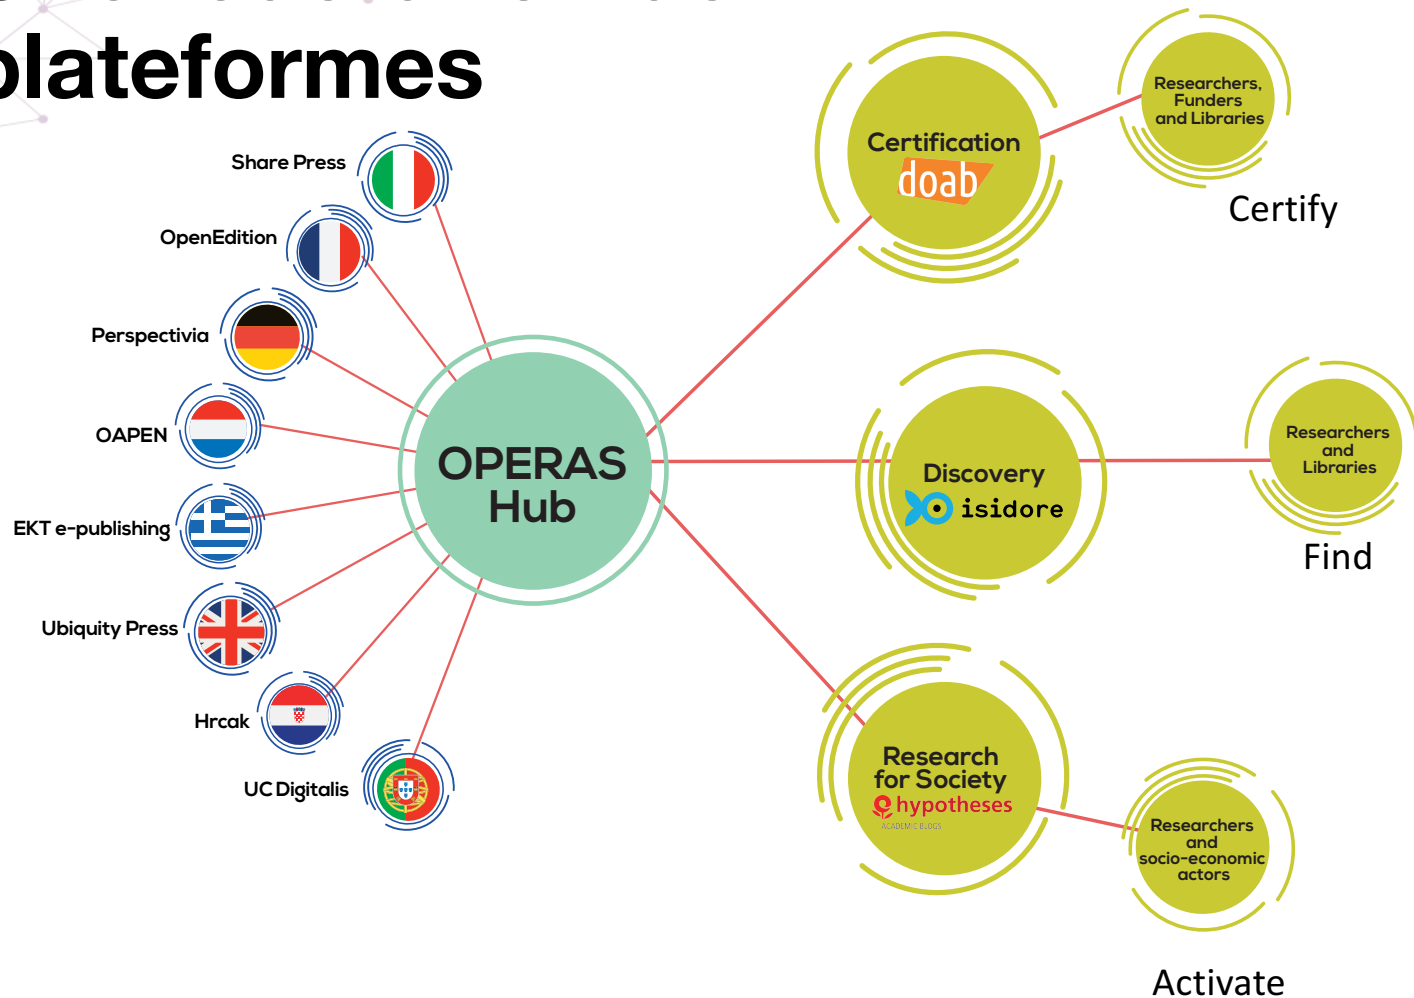 plateformes
Share Press
OpenEdition
Perspectivia
OAPEN
EKT e-publishing
Ubiquity Press
Hrcak
UC Digitalis
OPERAS
Hub
Certification
doab
Researchers,
Funders
and Libraries
Certify
Discovery
isidore
Researchers
and
Libraries
Find
Research
for Society
hypotheses
ACADEMIC BLOGS
Researchers
and
socio-economic
actors
Activate